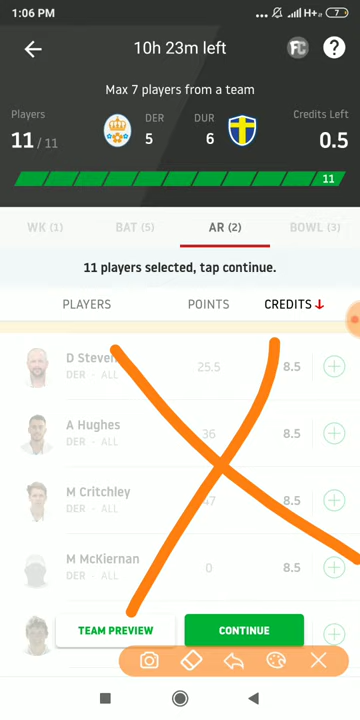 1:06 PM
H+
7
10h 23m left
FC
?
Max 7 players from a team
Players
11 / 11
DER
5
DUR
6
Credits Left
0.5
11
WK (1)
BAT (5)
AR (2)
BOWL (3)
11 players selected, tap continue.
PLAYERS
POINTS
CREDITS
D Stevens
DER · ALL
25.5
8.5
A Hughes
DER · ALL
36
8.5
M Critchley
DER · ALL
47
8.5
M McKiernan
DER · ALL
0
8.5
TEAM PREVIEW
CONTINUE